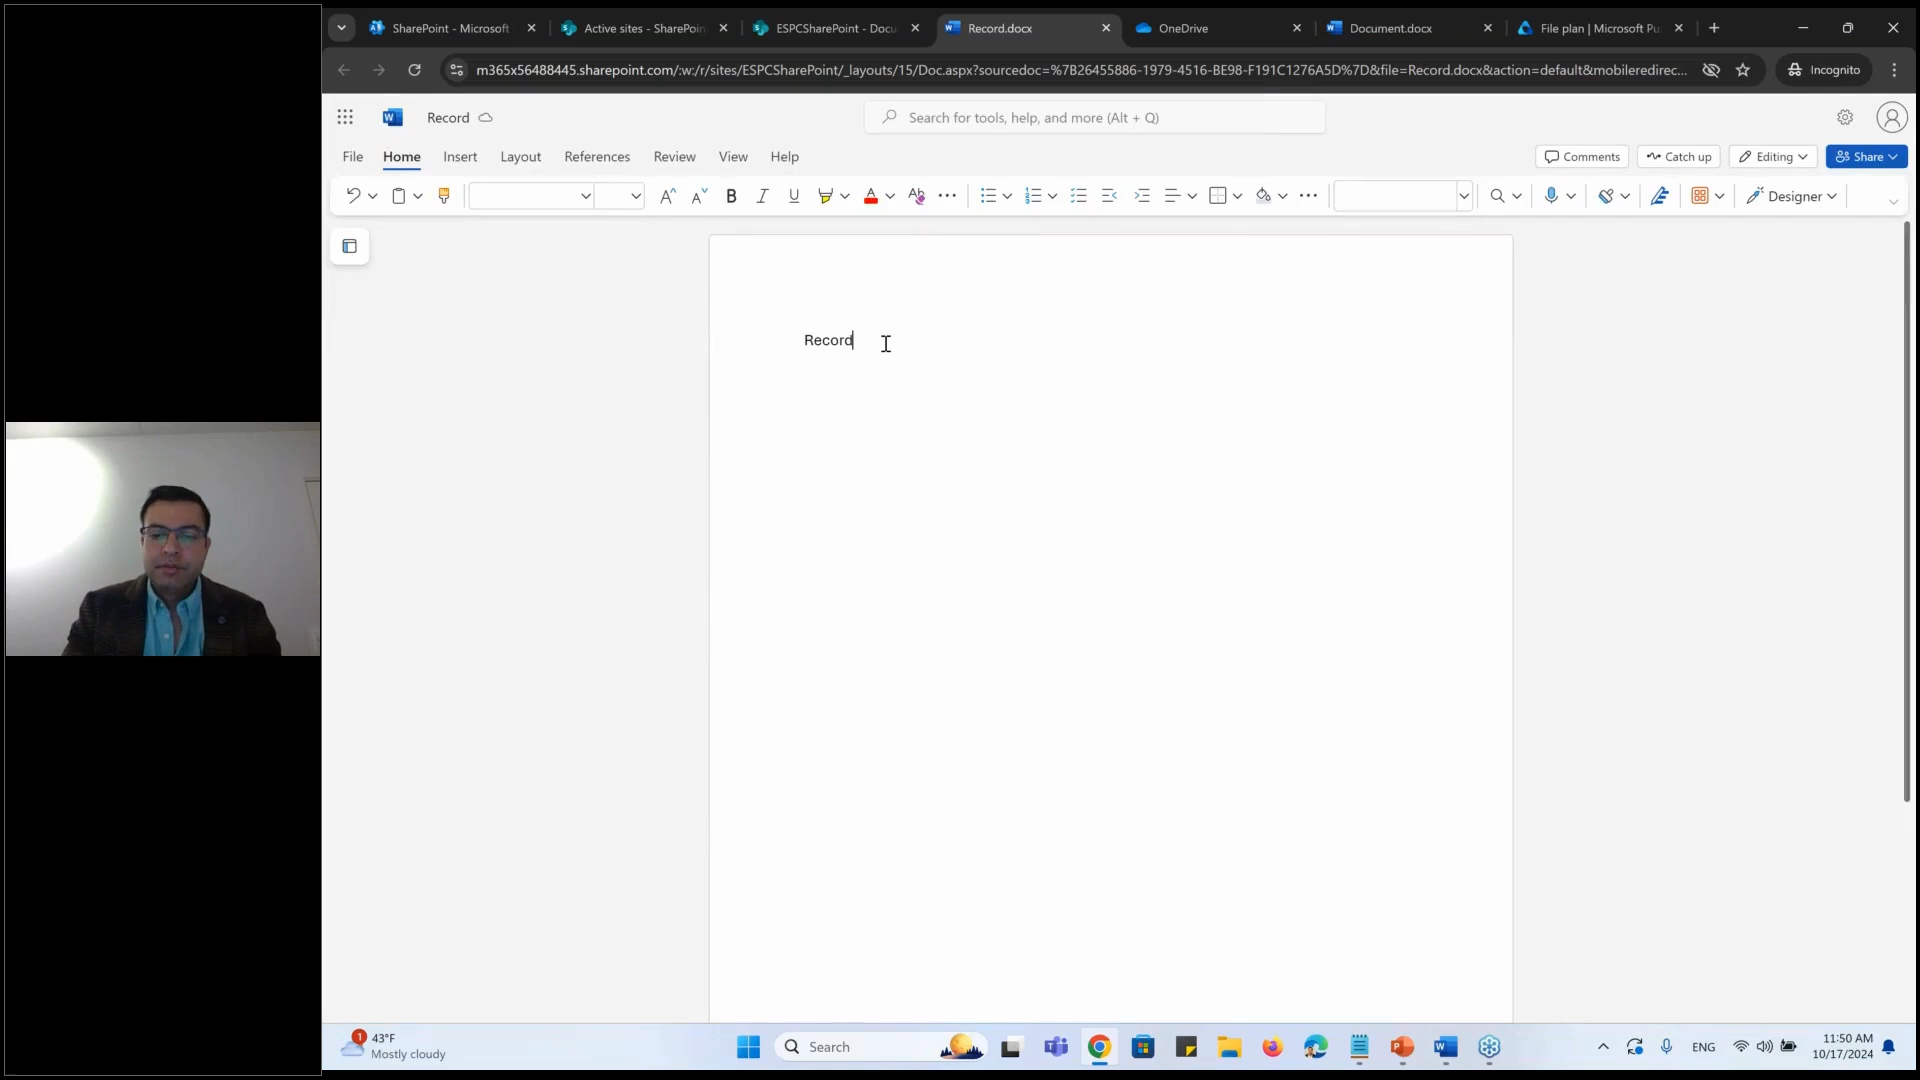 SharePoint - Microsoft
Active sites - SharePoin
ESPCSharePoint - Docu
Record.docx
OneDrive
Document.docx
File plan | Microsoft Pu
m365x56488445.sharepoint.com/:w:/r/sites/ESPCSharePoint/_layouts/15/Doc.aspx?sourcedoc=%7B26455886-1979-4516-BE98-F191C1276A5D%7D&file=Record.docx&action=default&mobileredirec...
Incognito
Record
Search for tools, help, and more (Alt + Q)
File Home Insert Layout References Review View Help
Comments
Catch up
Editing
Share
Designer
Record
1
43°F
Mostly cloudy
Search
ENG
11:50 AM
10/17/2024